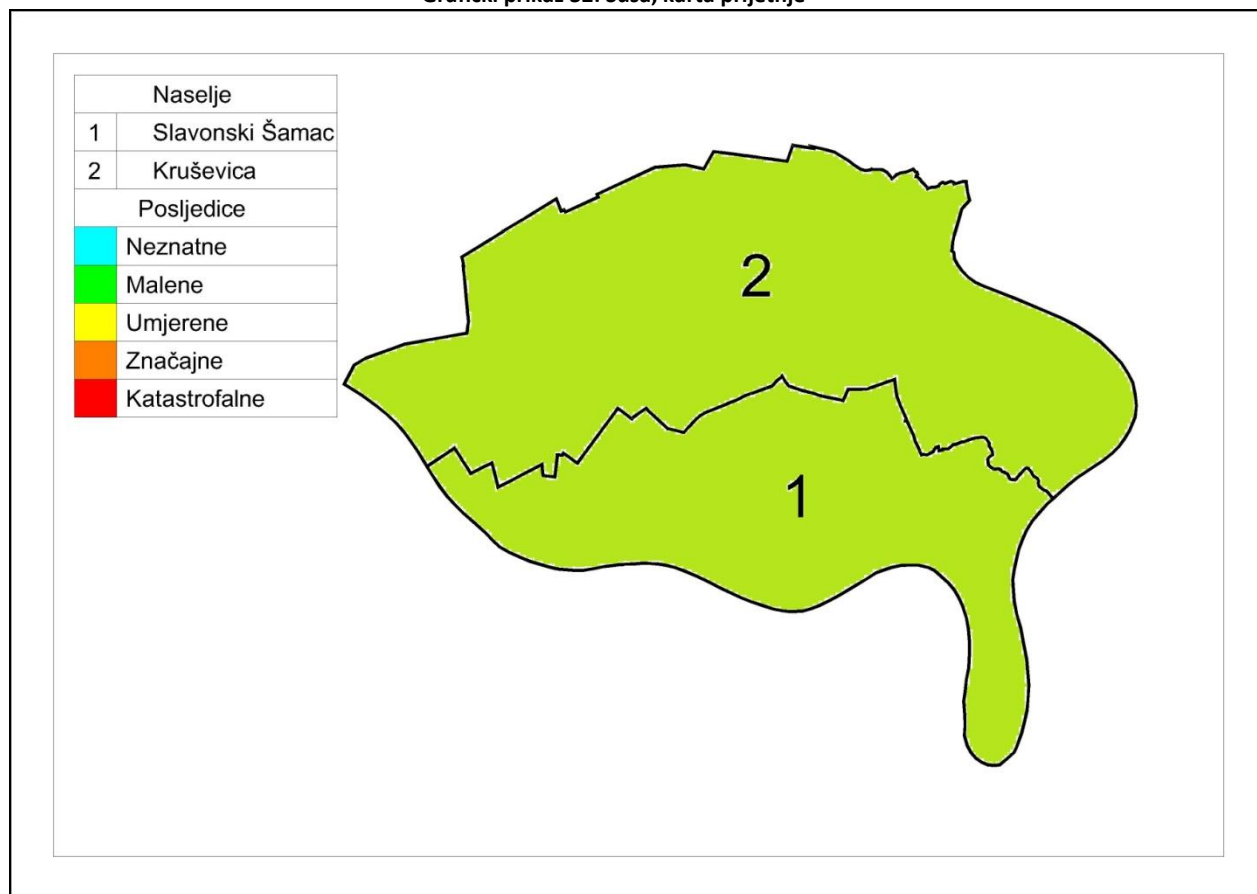 Naselje
1 Slavonski Šamac
2 Kruševica
Posljedice
Neznatne
Malene
Umjerene
Značajne
Katastrofalne
2
1